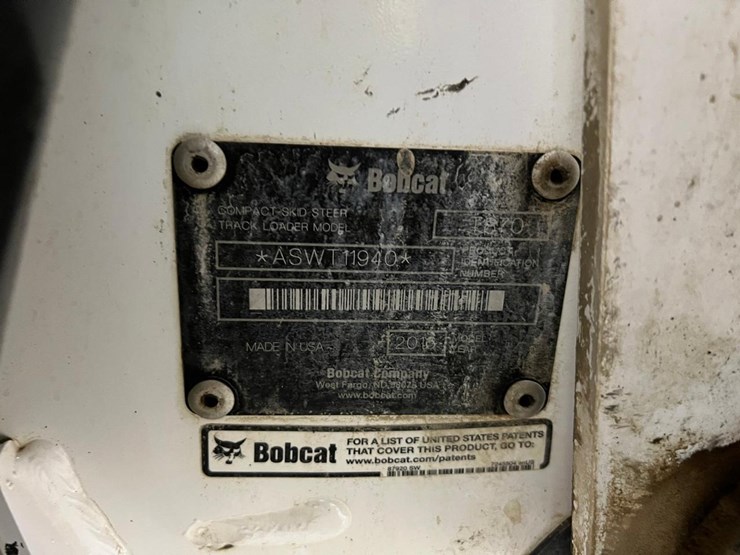 Bobcat
COMPACT SKID STEER
TRACK LOADER MODEL
*ASWT11940*
PRODUCT
IDENTIFICATION
NUMBER
MADE IN USA
MODEL
YEAR
Bobcat Company
West Fargo, ND 58078 USA
www.bobcat.com
Bobcat
FOR A LIST OF UNITED STATES PATENTS
THAT COVER THIS PRODUCT, GO TO:
www.bobcat.com/patents